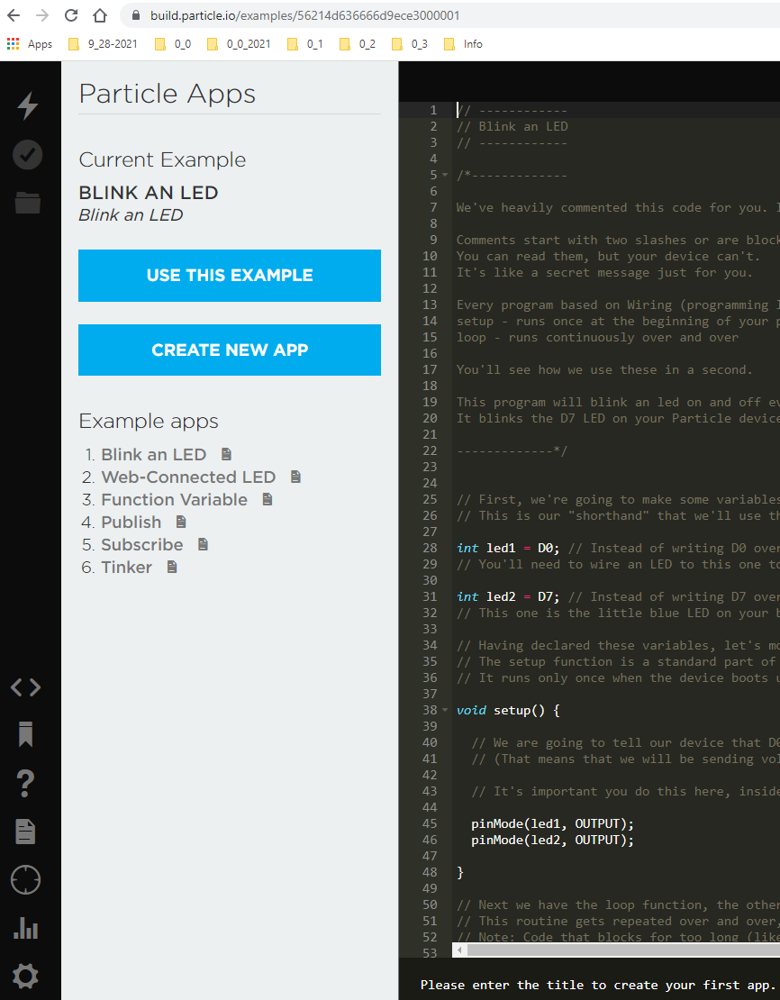 build.particle.io/examples/56214d636666d9ece3000001
Apps 9_28-2021 0_0 0_0_2021 0_1 0_2 0_3 Info
Particle Apps
Current Example
BLINK AN LED
Blink an LED
USE THIS EXAMPLE
CREATE NEW APP
Example apps
1. Blink an LED
2. Web-Connected LED
3. Function Variable
4. Publish
5. Subscribe
6. Tinker
1 // ------------
2 // Blink an LED
3 // ------------
4
5 /*-------------
6
7 We've heavily commented this code for you. I
8
9 Comments start with two slashes or are block
10 You can read them, but your device can't.
11 It's like a secret message just for you.
12
13 Every program based on Wiring (programming l
14 setup - runs once at the beginning of your p
15 loop - runs continuously over and over
16
17 You'll see how we use these in a second.
18
19 This program will blink an led on and off ev
20 It blinks the D7 LED on your Particle device
21
22 -------------*/
23
24
25 // First, we're going to make some variables
26 // This is our "shorthand" that we'll use th
27
28 int led1 = D0; // Instead of writing D0 over
29 // You'll need to wire an LED to this one to
30
31 int led2 = D7; // Instead of writing D7 over
32 // This one is the little blue LED on your b
33
34 // Having declared these variables, let's mo
35 // The setup function is a standard part of
36 // It runs only once when the device boots u
37
38 void setup() {
39
40 // We are going to tell our device that D0
41 // (That means that we will be sending vol
42
43 // It's important you do this here, inside
44
45 pinMode(led1, OUTPUT);
46 pinMode(led2, OUTPUT);
47
48 }
49
50 // Next we have the loop function, the other
51 // This routine gets repeated over and over,
52 // Note: Code that blocks for too long (like
53
Please enter the title to create your first app.